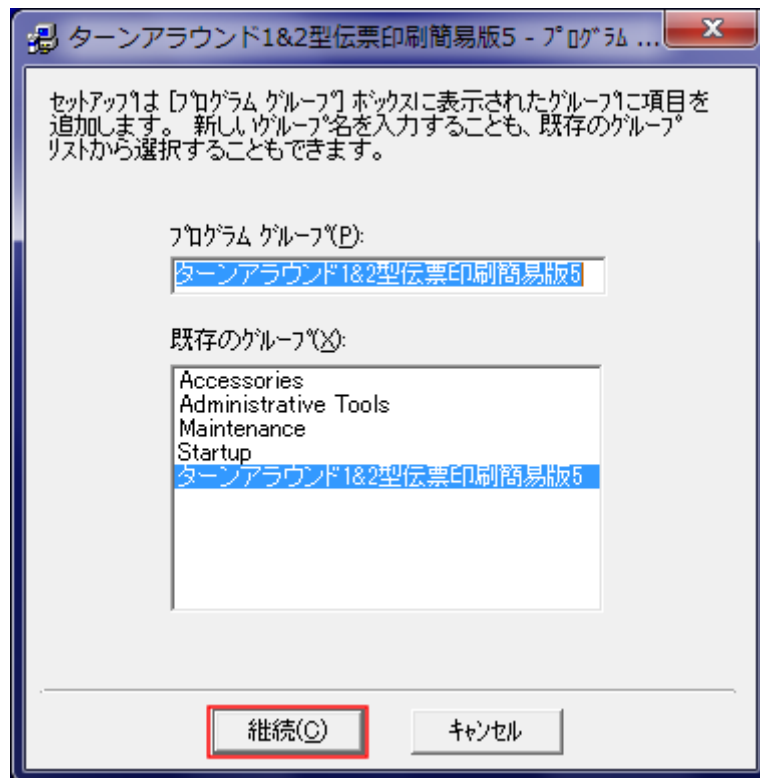 ターンアラウンド1&2型伝票印刷簡易版5 - プログラム ...
セットアップは [プログラム グループ] ボックスに表示されたグループに項目を
追加します。 新しいグループ名を入力することも、既存のグループ
リストから選択することもできます。
プログラム グループ(P):
ターンアラウンド1&2型伝票印刷簡易版5
既存のグループ(X):
Accessories
Administrative Tools
Maintenance
Startup
ターンアラウンド1&2型伝票印刷簡易版5
継続(C)
キャンセル